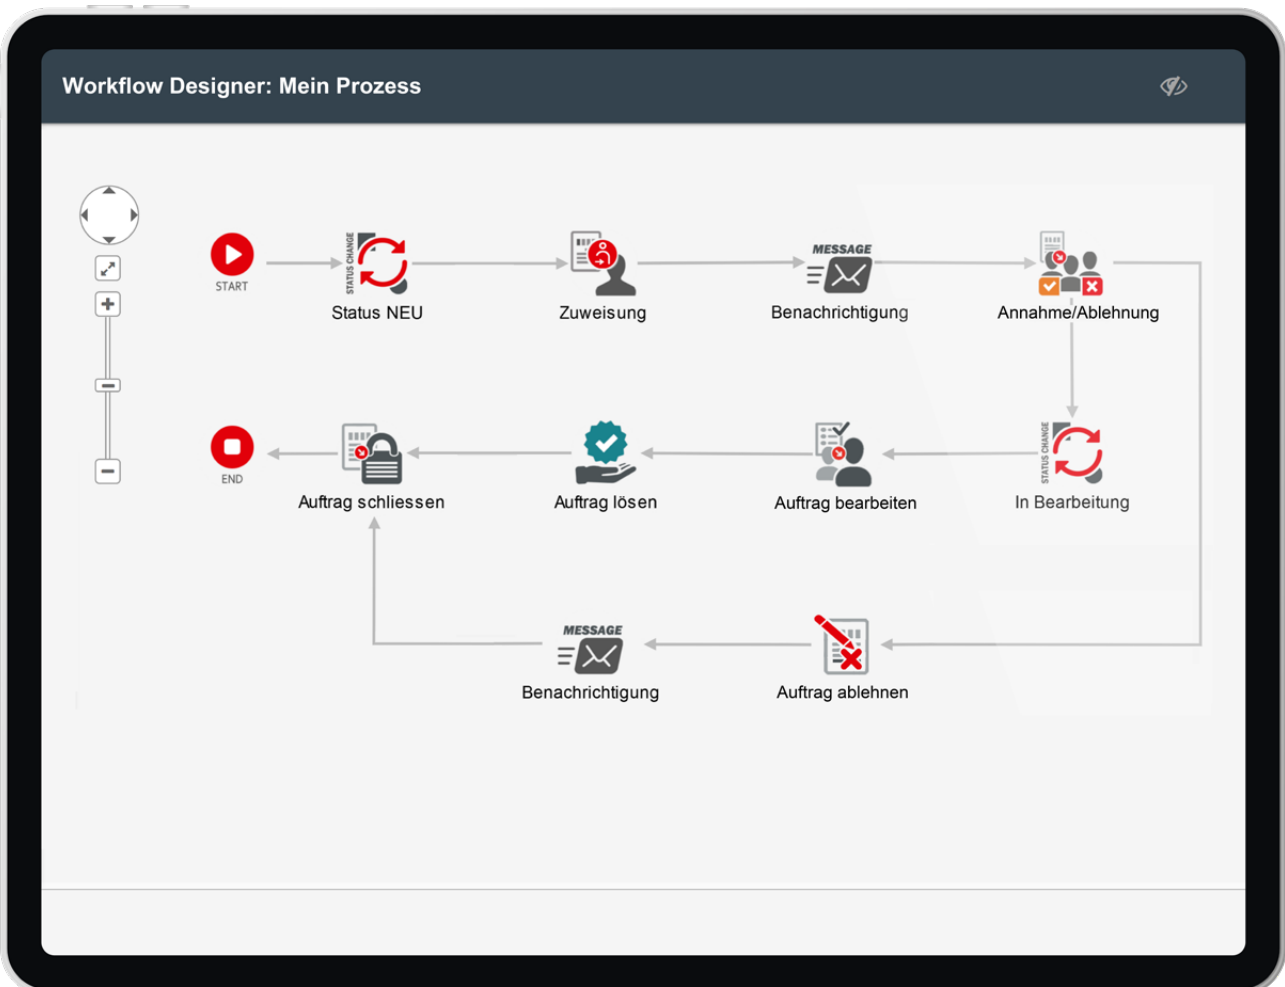 Workflow Designer: Mein Prozess
START
STATUS CHANGE
Status NEU
Zuweisung
MESSAGE
Benachrichtigung
Annahme/Ablehnung
END
Auftrag schliessen
Auftrag lösen
Auftrag bearbeiten
STATUS CHANGE
In Bearbeitung
MESSAGE
Benachrichtigung
Auftrag ablehnen